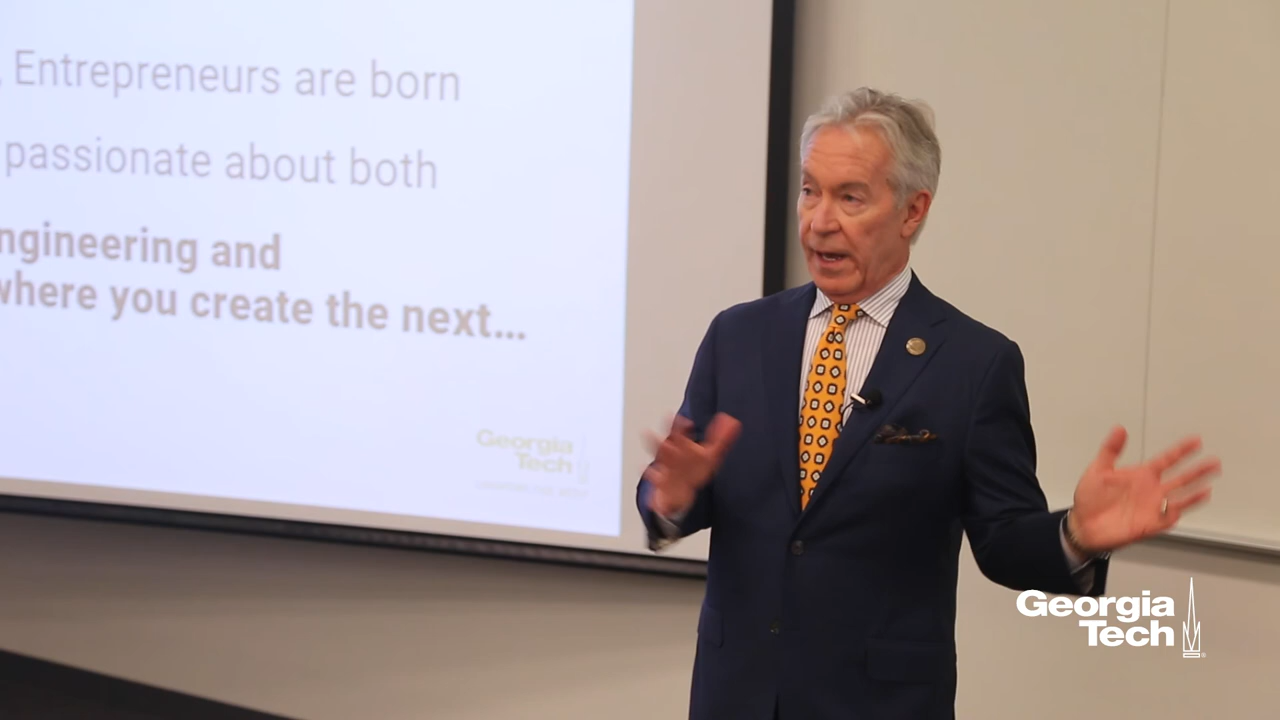 . Entrepreneurs are born
passionate about both
ngineering and
where you create the next...
Georgia
Tech
Georgia
Tech